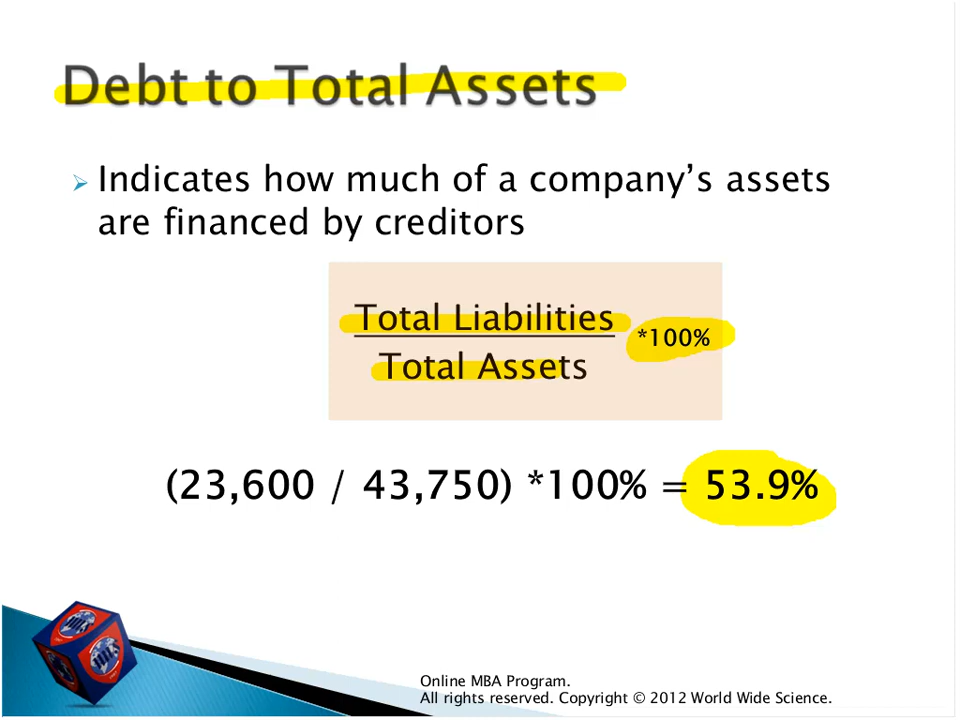 Debt to Total Assets
Indicates how much of a company’s assets
are financed by creditors
Total Liabilities
*100%
Total Assets
(23,600 / 43,750) *100% = 53.9%
Online MBA Program.
All rights reserved. Copyright © 2012 World Wide Science.